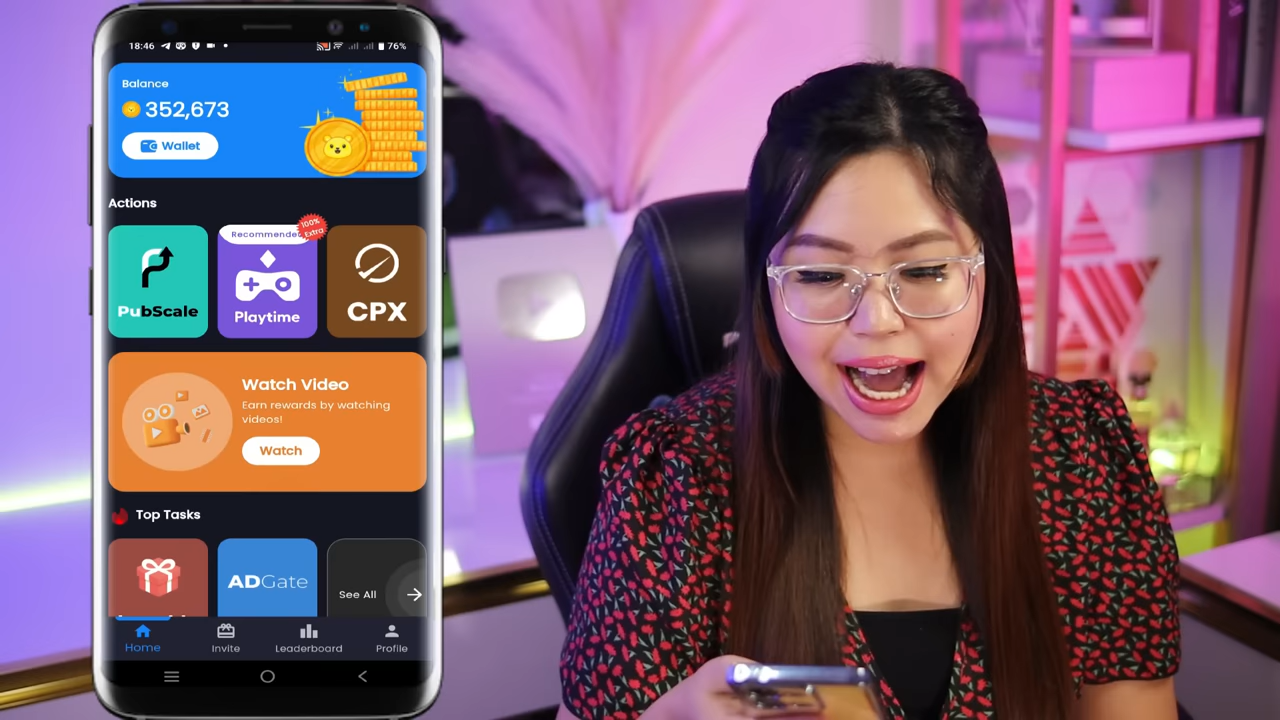 18:46
76%
Balance
352,673
Wallet
Actions
PubScale
Recommended
100%
Extra
Playtime
CPX
Watch Video
Earn rewards by watching
videos!
Watch
Top Tasks
ADGate
See All
Home
Invite
Leaderboard
Profile